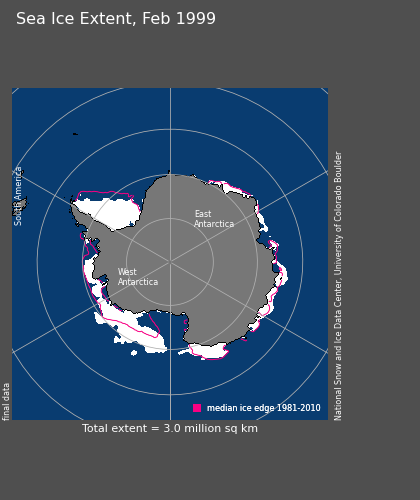 Sea Ice Extent, Feb 1999
South America
East
Antarctica
West
Antarctica
National Snow and Ice Data Center, University of Colorado Boulder
final data
median ice edge 1981-2010
Total extent = 3.0 million sq km